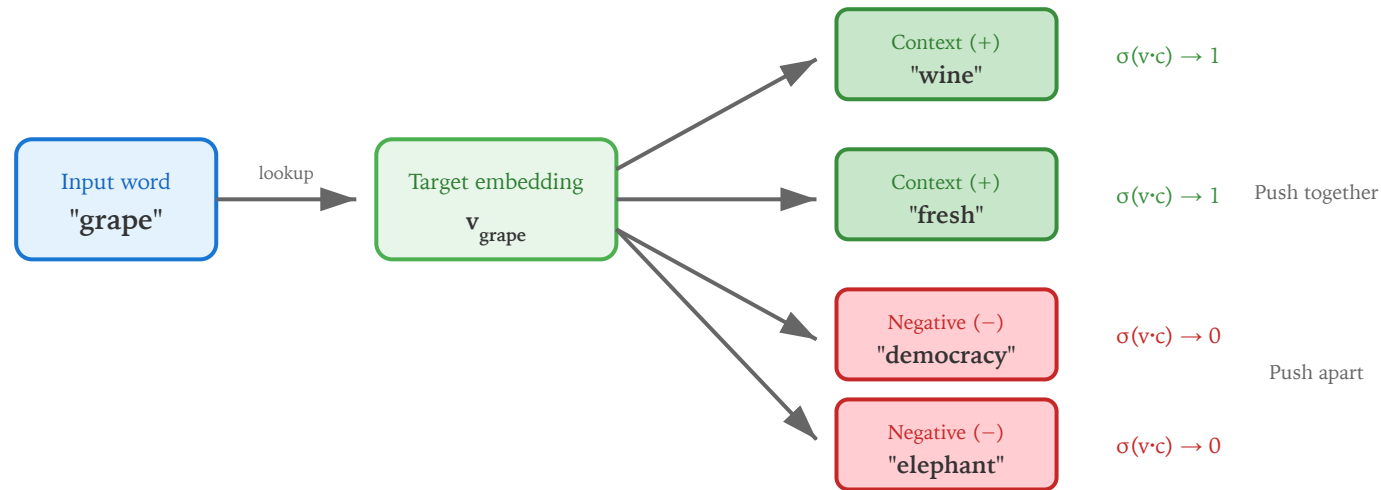 Input word
"grape"
lookup
Target embedding
v_grape
Context (+)
"wine"
σ(v·c) → 1
Context (+)
"fresh"
σ(v·c) → 1
Push together
Negative (−)
"democracy"
σ(v·c) → 0
Push apart
Negative (−)
"elephant"
σ(v·c) → 0